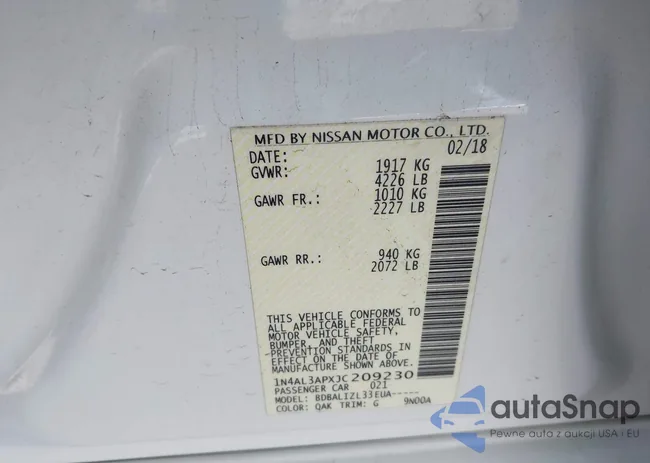 MFD BY NISSAN MOTOR CO., LTD.
DATE: 02/18
GVWR: 1917 KG
4226 LB
GAWR FR.: 1010 KG
2227 LB
GAWR RR.: 940 KG
2072 LB
THIS VEHICLE CONFORMS TO
ALL APPLICABLE FEDERAL
MOTOR VEHICLE SAFETY,
BUMPER, AND THEFT
PREVENTION STANDARDS IN
EFFECT ON THE DATE OF
MANUFACTURE SHOWN ABOVE.
1N4AL3APXJC209230
PASSENGER CAR 021
MODEL: BDBALIZL33EUA-----
COLOR: QAK TRIM: G 9N00A
autoSnap
Pewne auto z aukcji USA i EU